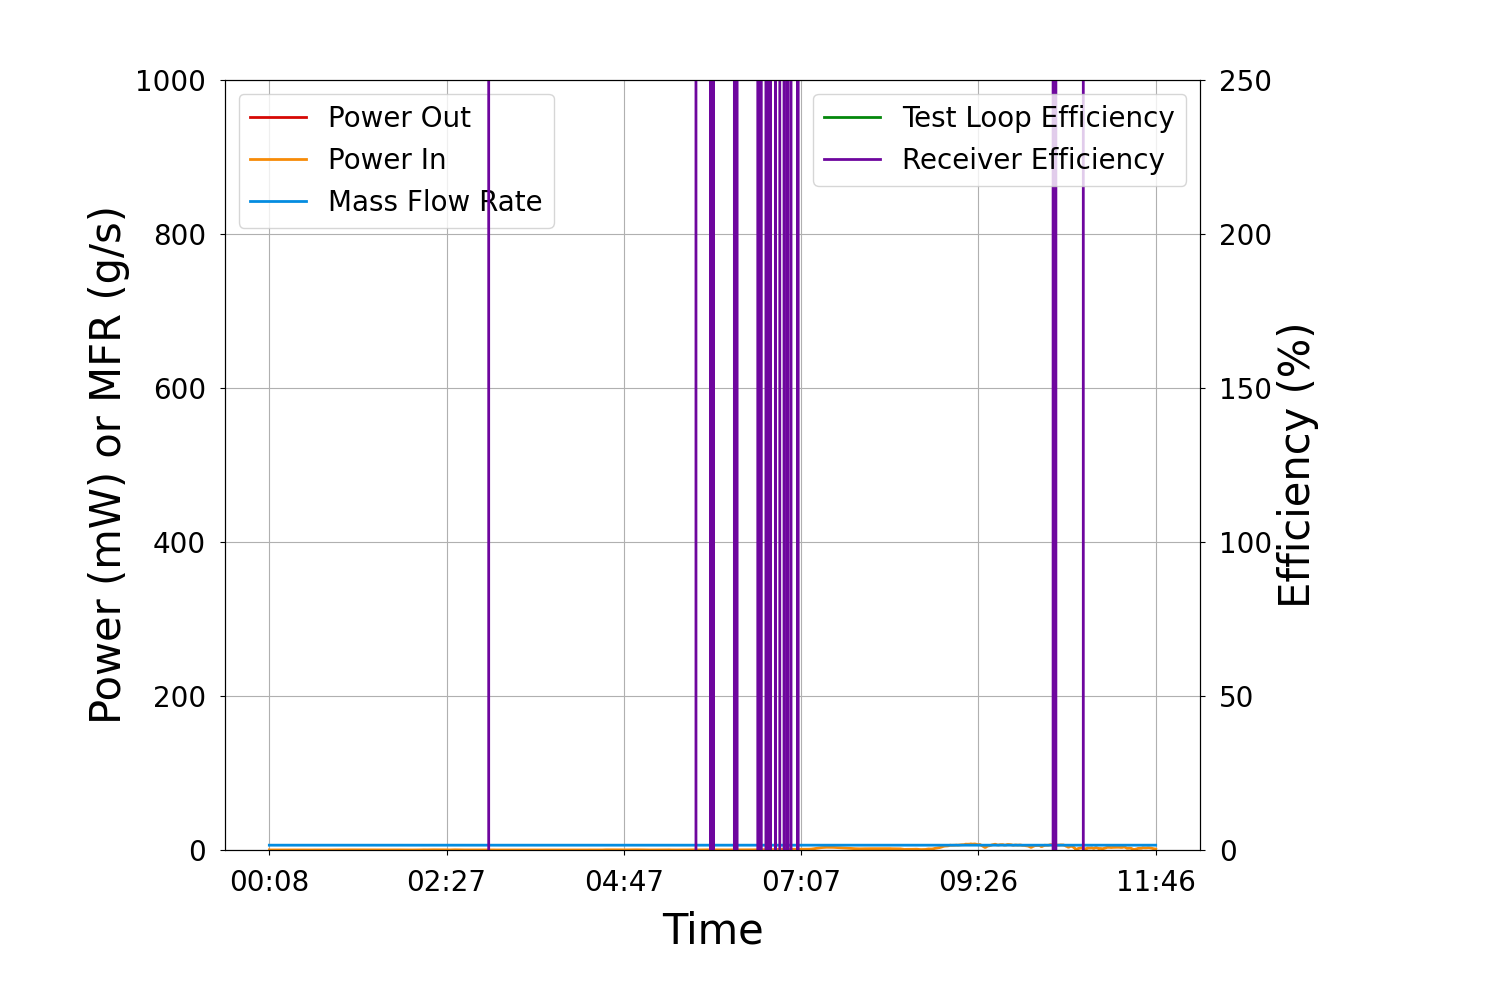 1000
800
600
400
200
0
Power (mW) or MFR (g/s)
Power Out
Power In
Mass Flow Rate
Test Loop Efficiency
Receiver Efficiency
250
200
150
100
50
0
Efficiency (%)
00:08 02:27 04:47 07:07 09:26 11:46
Time